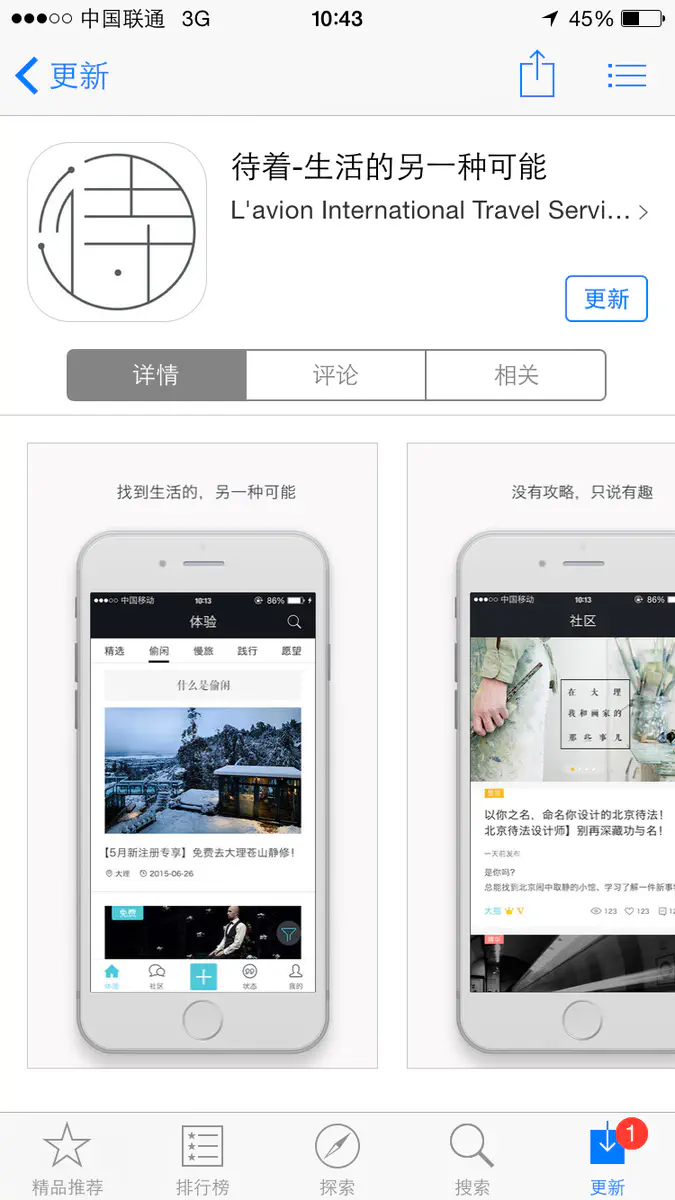 中国联通 3G 10:43 45%
更新
待着-生活的另一种可能
L'avion International Travel Servi...
更新
详情 评论 相关
找到生活的，另一种可能
中国移动 10:13 86%
体验
精选 偷闲 慢旅 践行 愿望
什么是偷闲
【5月新注册专享】免费去大理苍山静修！
大理 2015-06-26
免费
体验 社区 状态 我的
没有攻略，只说有趣
中国移动 10:13 86%
社区
在大理
我和画家的
那些事儿
以你之名，命名你设计的北京待法！
北京待法设计师】别再深藏功与名！
一天前发布
是你吗？
总能找到北京闹中取静的小馆、学习了解一件新事
大猫 V 123 123 12
精品推荐 排行榜 探索 搜索 更新 1